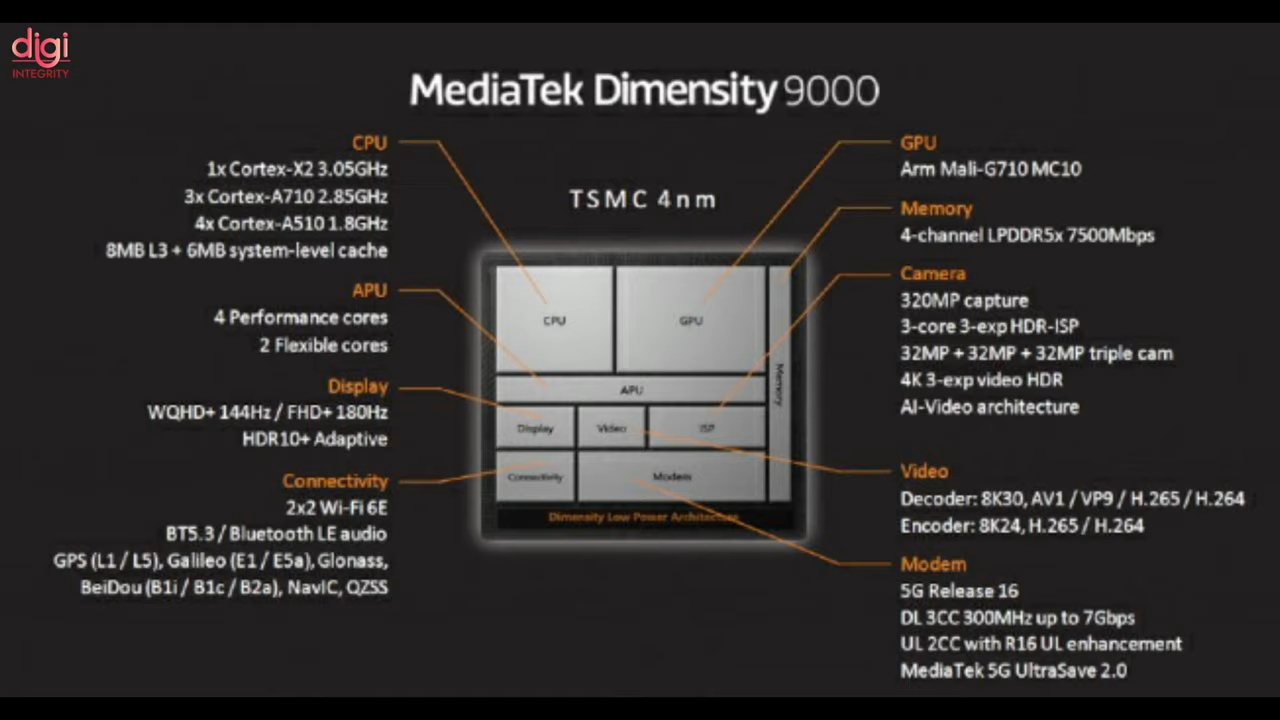 digi
INTEGRITY
MediaTek Dimensity 9000
TSMC 4nm
CPU
1x Cortex-X2 3.05GHz
3x Cortex-A710 2.85GHz
4x Cortex-A510 1.8GHz
8MB L3 + 6MB system-level cache
APU
4 Performance cores
2 Flexible cores
Display
WQHD+ 144Hz / FHD+ 180Hz
HDR10+ Adaptive
Connectivity
2x2 Wi-Fi 6E
BT5.3 / Bluetooth LE audio
GPS (L1 / L5), Galileo (E1 / E5a), Glonass,
BeiDou (B1i / B1c / B2a), NavIC, QZSS
CPU
GPU
APU
Memory
Display
Video
ISP
Connectivity
Modem
Dimensity Low Power Architecture
GPU
Arm Mali-G710 MC10
Memory
4-channel LPDDR5x 7500Mbps
Camera
320MP capture
3-core 3-exp HDR-ISP
32MP + 32MP + 32MP triple cam
4K 3-exp video HDR
AI-Video architecture
Video
Decoder: 8K30, AV1 / VP9 / H.265 / H.264
Encoder: 8K24, H.265 / H.264
Modem
5G Release 16
DL 3CC 300MHz up to 7Gbps
UL 2CC with R16 UL enhancement
MediaTek 5G UltraSave 2.0